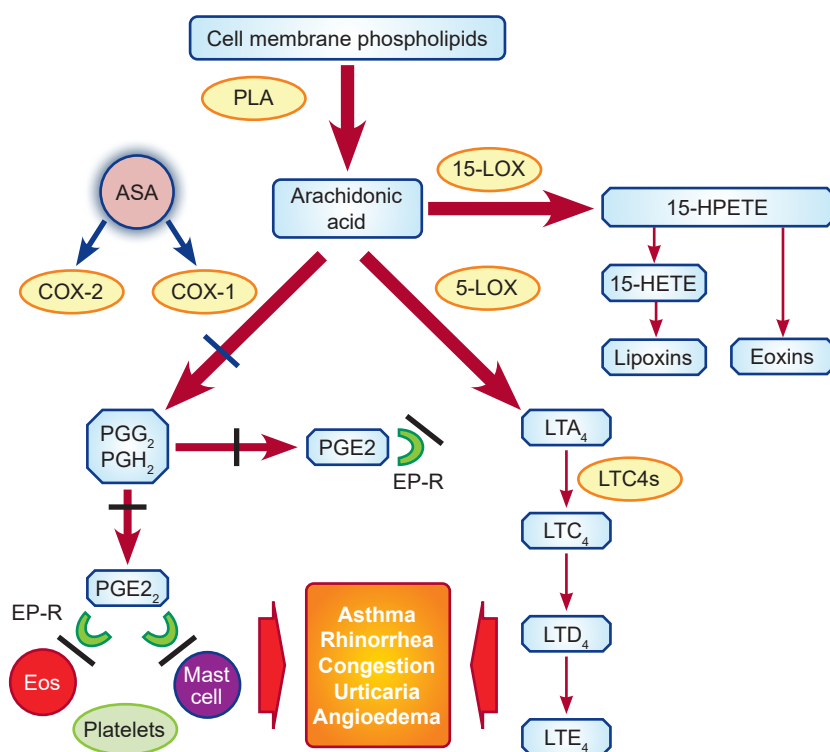 Cell membrane phospholipids
PLA
ASA
15-LOX
Arachidonic
acid
15-HPETE
COX-2
COX-1
5-LOX
15-HETE
Lipoxins
Eoxins
PGG₂
PGH₂
PGE2
EP-R
LTA₄
LTC4s
LTC₄
PGE2₂
EP-R
Eos
Mast
cell
Platelets
Asthma
Rhinorrhea
Congestion
Urticaria
Angioedema
LTD₄
LTE₄